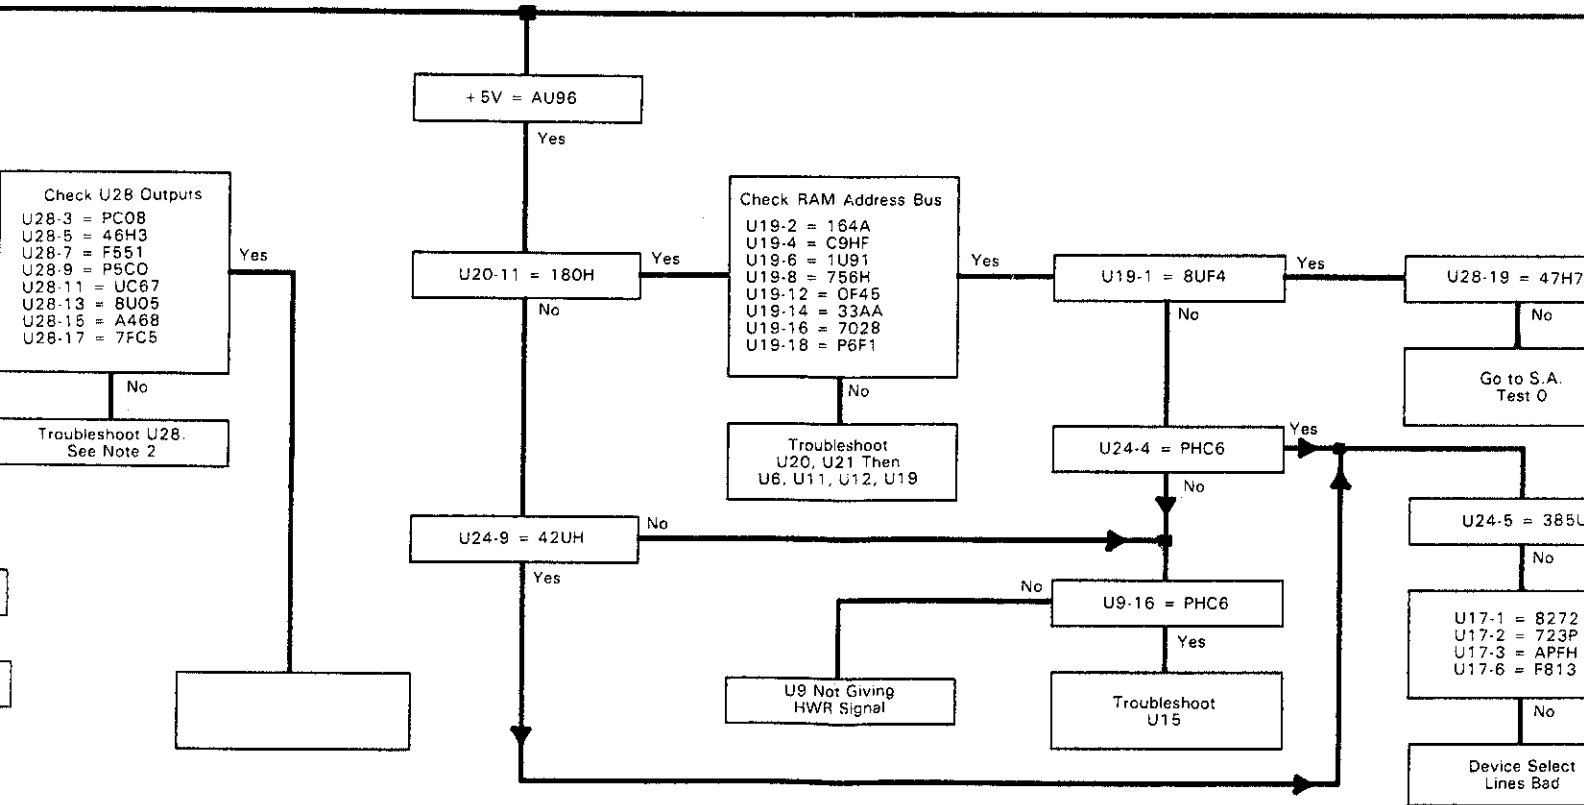 + 5V = AU96
Yes
Check U28 Outputs
U28-3 = PC08
U28-5 = 46H3
U28-7 = F551
U28-9 = P5C0
U28-11 = UC67
U28-13 = 8U05
U28-15 = A468
U28-17 = 7FC5
Yes
No
Troubleshoot U28.
See Note 2
U20-11 = 180H
Yes
No
Check RAM Address Bus
U19-2 = 164A
U19-4 = C9HF
U19-6 = 1U91
U19-8 = 756H
U19-12 = 0F45
U19-14 = 33AA
U19-16 = 7028
U19-18 = P6F1
Yes
No
Troubleshoot
U20, U21 Then
U6, U11, U12, U19
U19-1 = 8UF4
Yes
No
U28-19 = 47H7
No
Go to S.A.
Test 0
U24-4 = PHC6
Yes
No
U24-9 = 42UH
No
Yes
U24-5 = 385U
No
U9-16 = PHC6
No
Yes
U9 Not Giving
HWR Signal
Troubleshoot
U15
U17-1 = 8272
U17-2 = 723P
U17-3 = APFH
U17-6 = F813
No
Device Select
Lines Bad